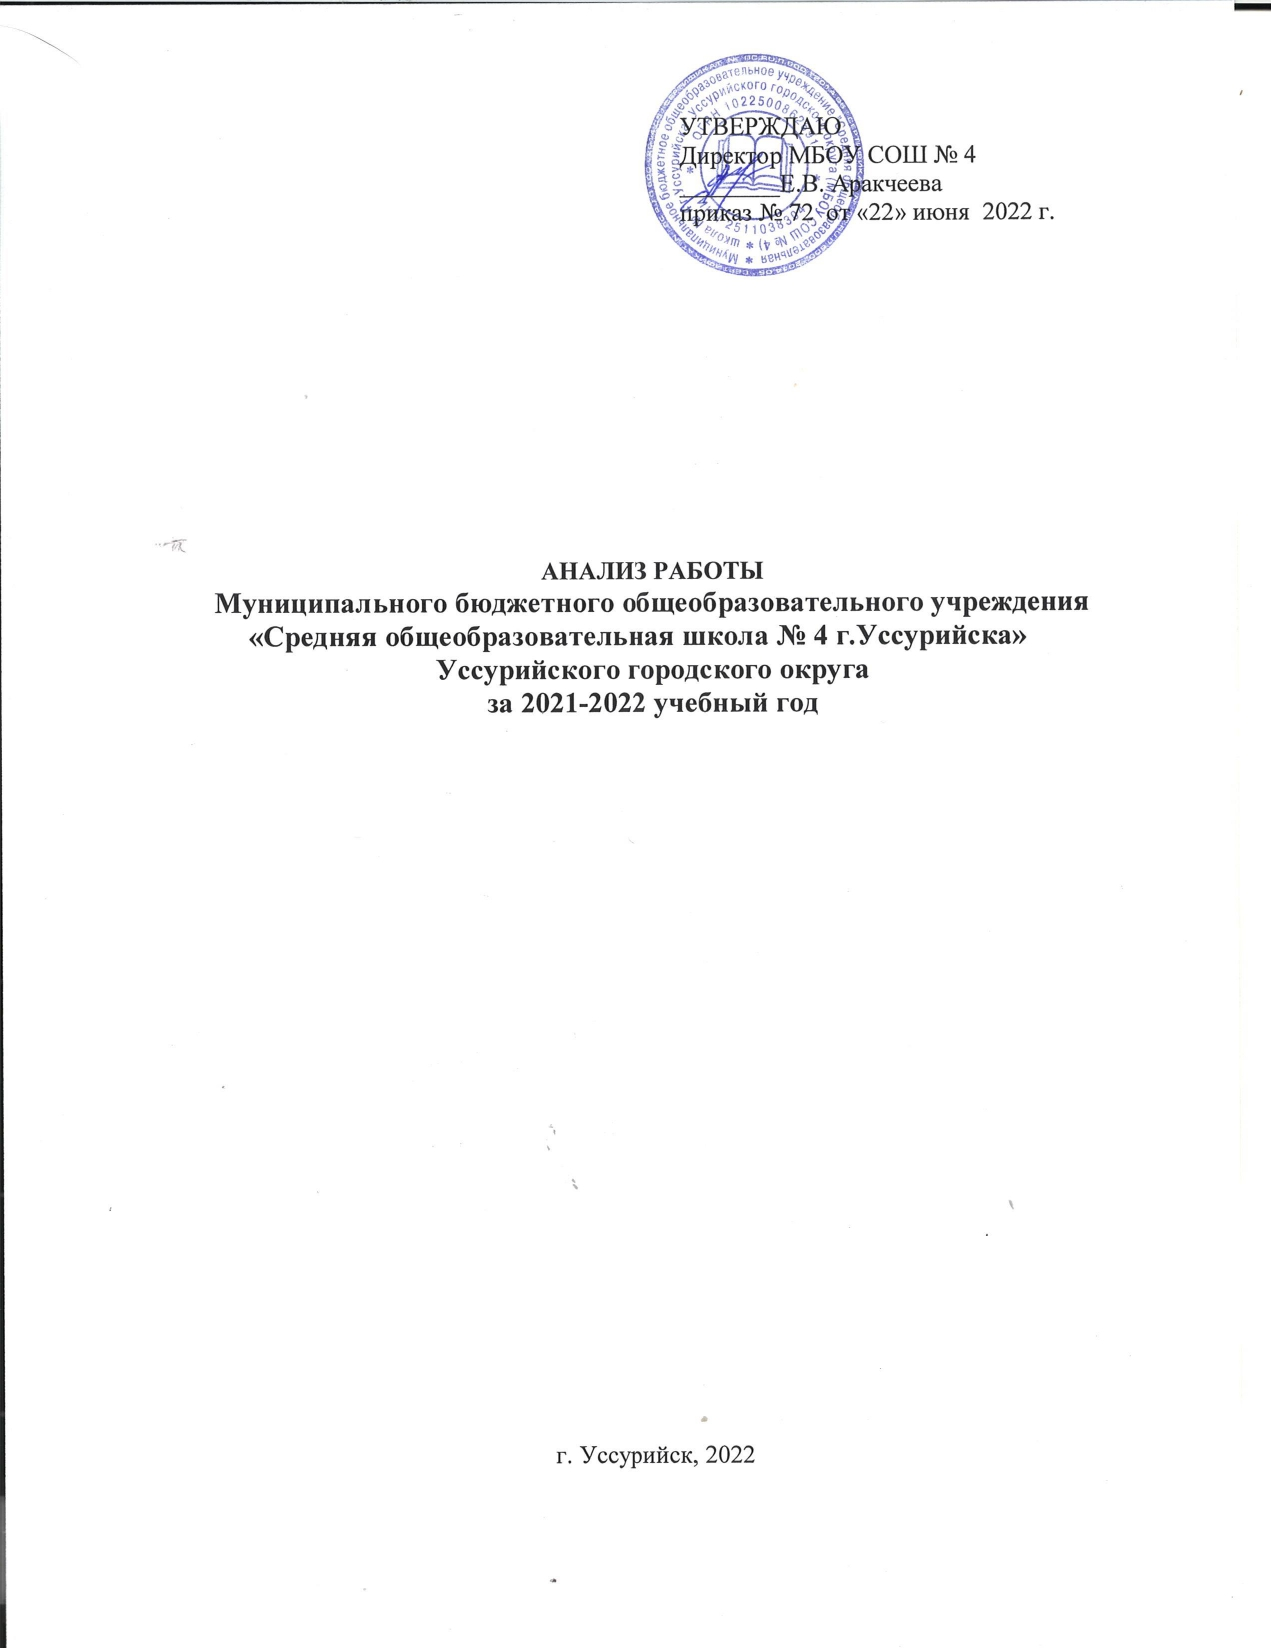 УТВЕРЖДАЮ
Директор МБОУ СОШ № 4
________Е.В. Аракчеева
приказ № 72 от «22» июня 2022 г.
АНАЛИЗ РАБОТЫ
Муниципального бюджетного общеобразовательного учреждения
«Средняя общеобразовательная школа № 4 г.Уссурийска»
Уссурийского городского округа
за 2021-2022 учебный год
г. Уссурийск, 2022